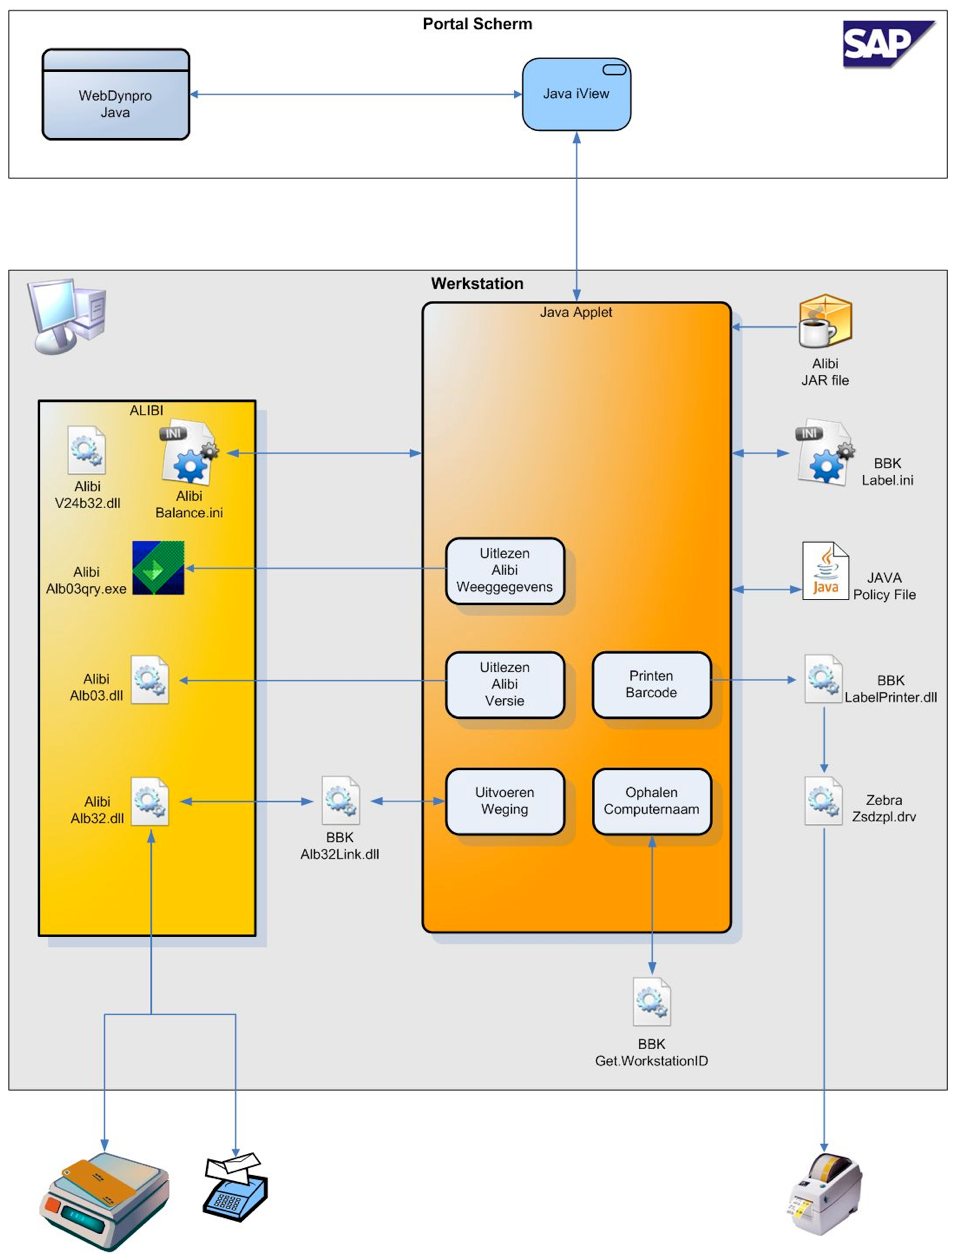 Portal Scherm
SAP
WebDynpro
Java
Java iView
Werkstation
Java Applet
Alibi
JAR file
ALIBI
INI
Alibi
V24b32.dll
Alibi
Balance.ini
INI
BBK
Label.ini
Alibi
Alb03qry.exe
Uitlezen
Alibi
Weeggegevens
Java
JAVA
Policy File
Alibi
Alb03.dll
Uitlezen
Alibi
Versie
Printen
Barcode
BBK
LabelPrinter.dll
Alibi
Alb32.dll
BBK
Alb32Link.dll
Uitvoeren
Weging
Ophalen
Computernaam
Zebra
Zsdzpl.drv
BBK
Get.WorkstationID